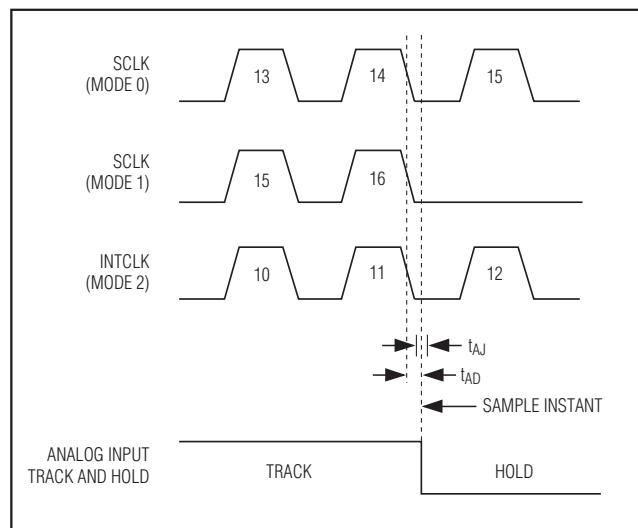 SCLK
(MODE 0)
13
14
15
SCLK
(MODE 1)
15
16
INTCLK
(MODE 2)
10
11
12
tAJ
tAD
SAMPLE INSTANT
ANALOG INPUT
TRACK AND HOLD
TRACK
HOLD